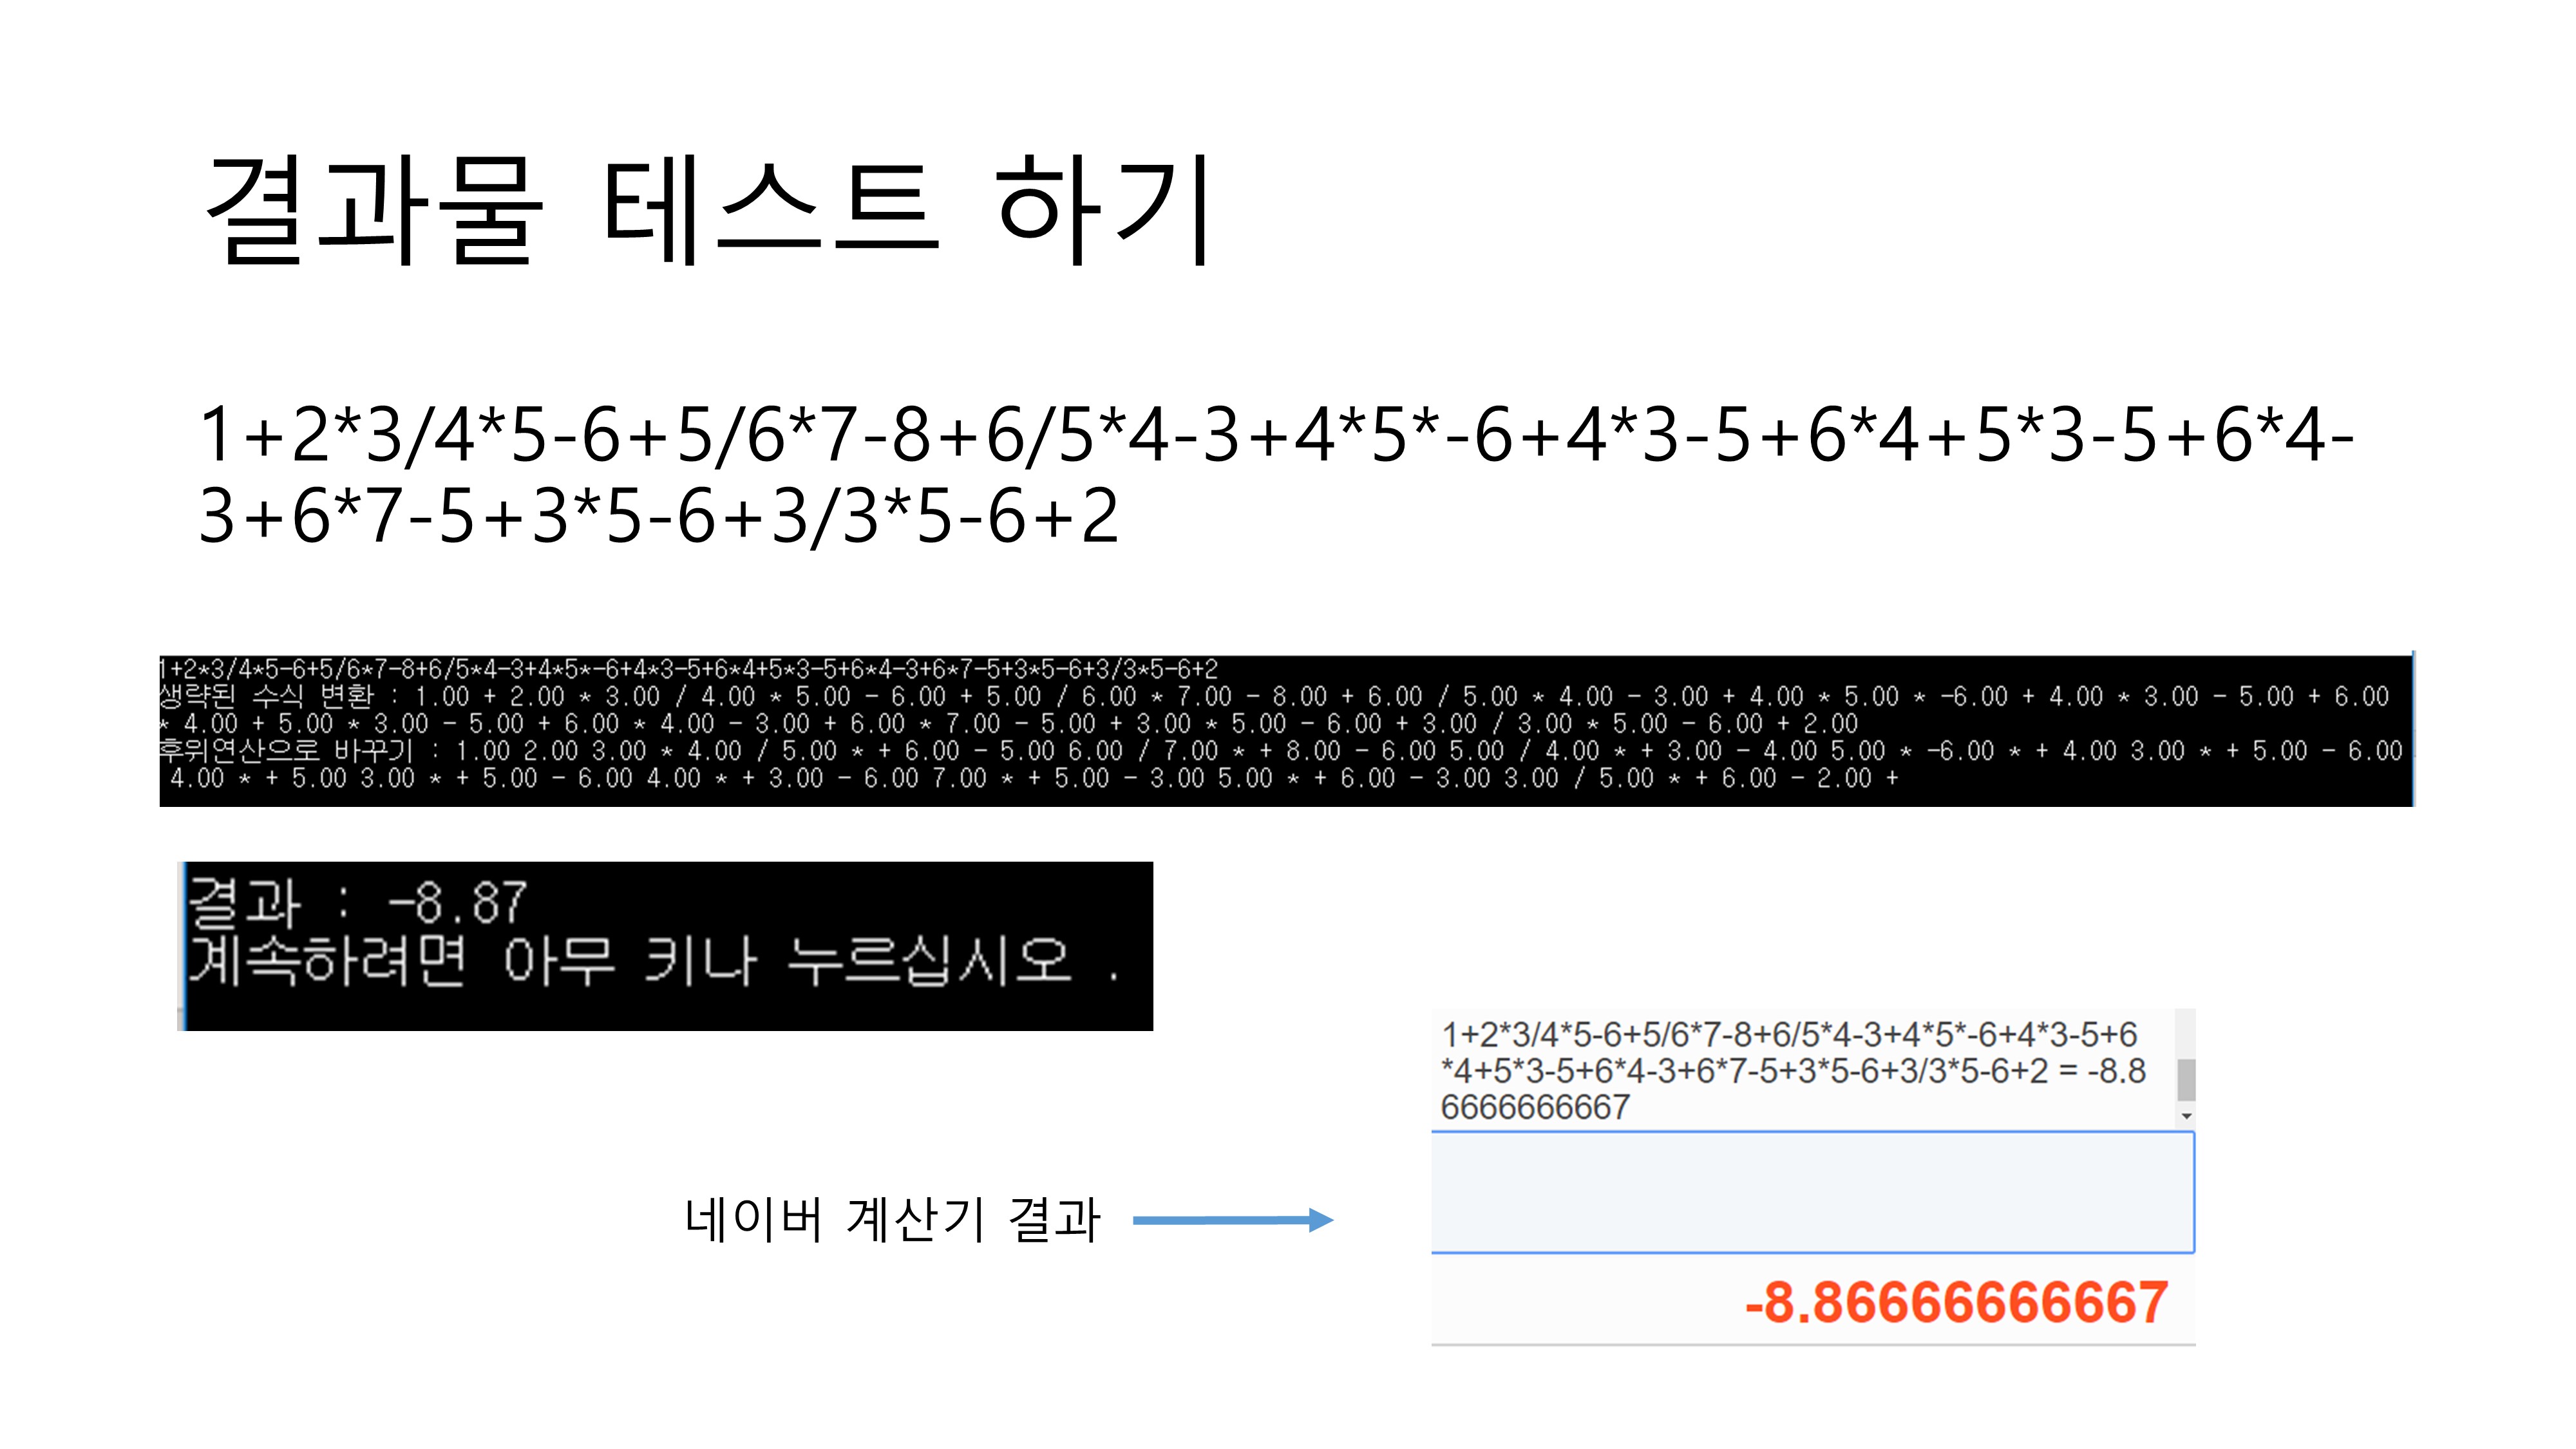 결과물 테스트 하기
1+2*3/4*5-6+5/6*7-8+6/5*4-3+4*5*-6+4*3-5+6*4+5*3-5+6*4-
3+6*7-5+3*5-6+3/3*5-6+2
1+2*3/4*5-6+5/6*7-8+6/5*4-3+4*5*-6+4*3-5+6*4+5*3-5+6*4-3+6*7-5+3*5-6+3/3*5-6+2
생략된 수식 변환 : 1.00 + 2.00 * 3.00 / 4.00 * 5.00 - 6.00 + 5.00 / 6.00 * 7.00 - 8.00 + 6.00 / 5.00 * 4.00 - 3.00 + 4.00 * 5.00 * -6.00 + 4.00 * 3.00 - 5.00 + 6.00
* 4.00 + 5.00 * 3.00 - 5.00 + 6.00 * 4.00 - 3.00 + 6.00 * 7.00 - 5.00 + 3.00 * 5.00 - 6.00 + 3.00 / 3.00 * 5.00 - 6.00 + 2.00
후위연산으로 바꾸기 : 1.00 2.00 3.00 * 4.00 / 5.00 * + 6.00 - 5.00 6.00 / 7.00 * + 8.00 - 6.00 5.00 / 4.00 * + 3.00 - 4.00 5.00 * -6.00 * + 4.00 3.00 * + 5.00 - 6.00
4.00 * + 5.00 3.00 * + 5.00 - 6.00 4.00 * + 3.00 - 6.00 7.00 * + 5.00 - 3.00 5.00 * + 6.00 - 3.00 3.00 / 5.00 * + 6.00 - 2.00 +
결과 : -8.87
계속하려면 아무 키나 누르십시오 .
1+2*3/4*5-6+5/6*7-8+6/5*4-3+4*5*-6+4*3-5+6
*4+5*3-5+6*4-3+6*7-5+3*5-6+3/3*5-6+2 = -8.8
6666666667
네이버 계산기 결과
-8.86666666667